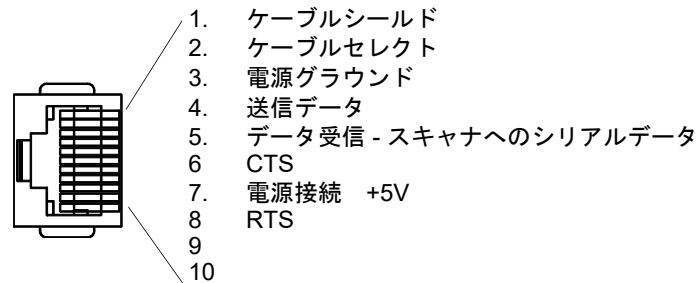 1. ケーブルシールド
2. ケーブルセレクト
3. 電源グラウンド
4. 送信データ
5. データ受信 - スキャナへのシリアルデータ
6 CTS
7. 電源接続 +5V
8 RTS
9
10